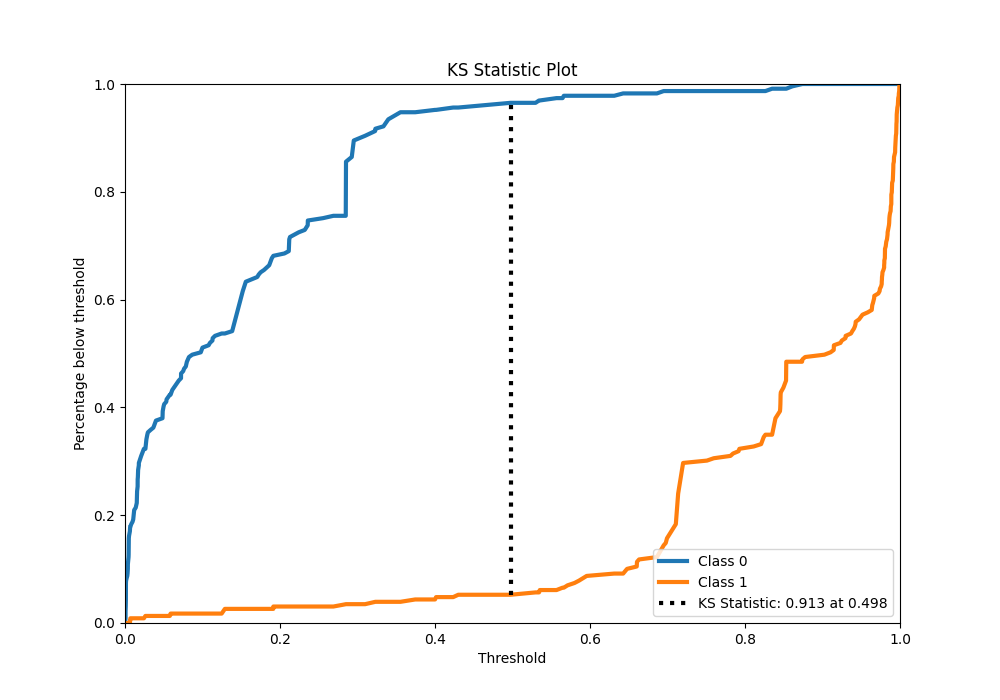 KS Statistic Plot
Percentage below threshold
1.0
0.8
0.6
0.4
0.2
0.0
0.0 0.2 0.4 0.6 0.8 1.0
Threshold
Class 0
Class 1
KS Statistic: 0.913 at 0.498